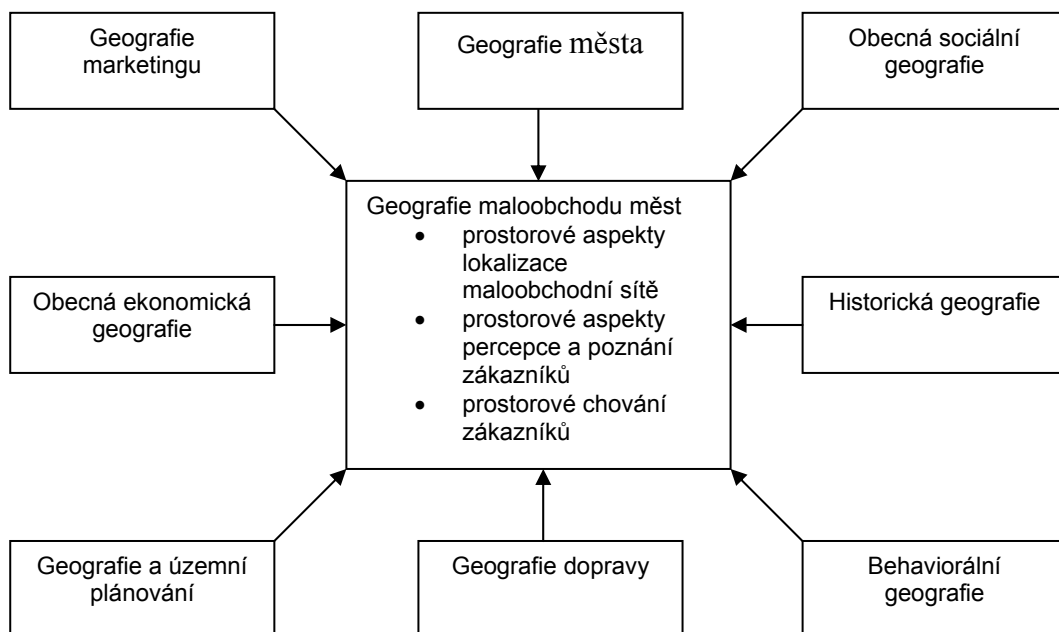 Geografie
marketingu
Geografie města
Obecná sociální
geografie
Geografie maloobchodu měst
• prostorové aspekty
lokalizace
maloobchodní sítě
• prostorové aspekty
percepce a poznání
zákazníků
• prostorové chování
zákazníků
Obecná ekonomická
geografie
Historická geografie
Geografie a územní
plánování
Geografie dopravy
Behaviorální
geografie